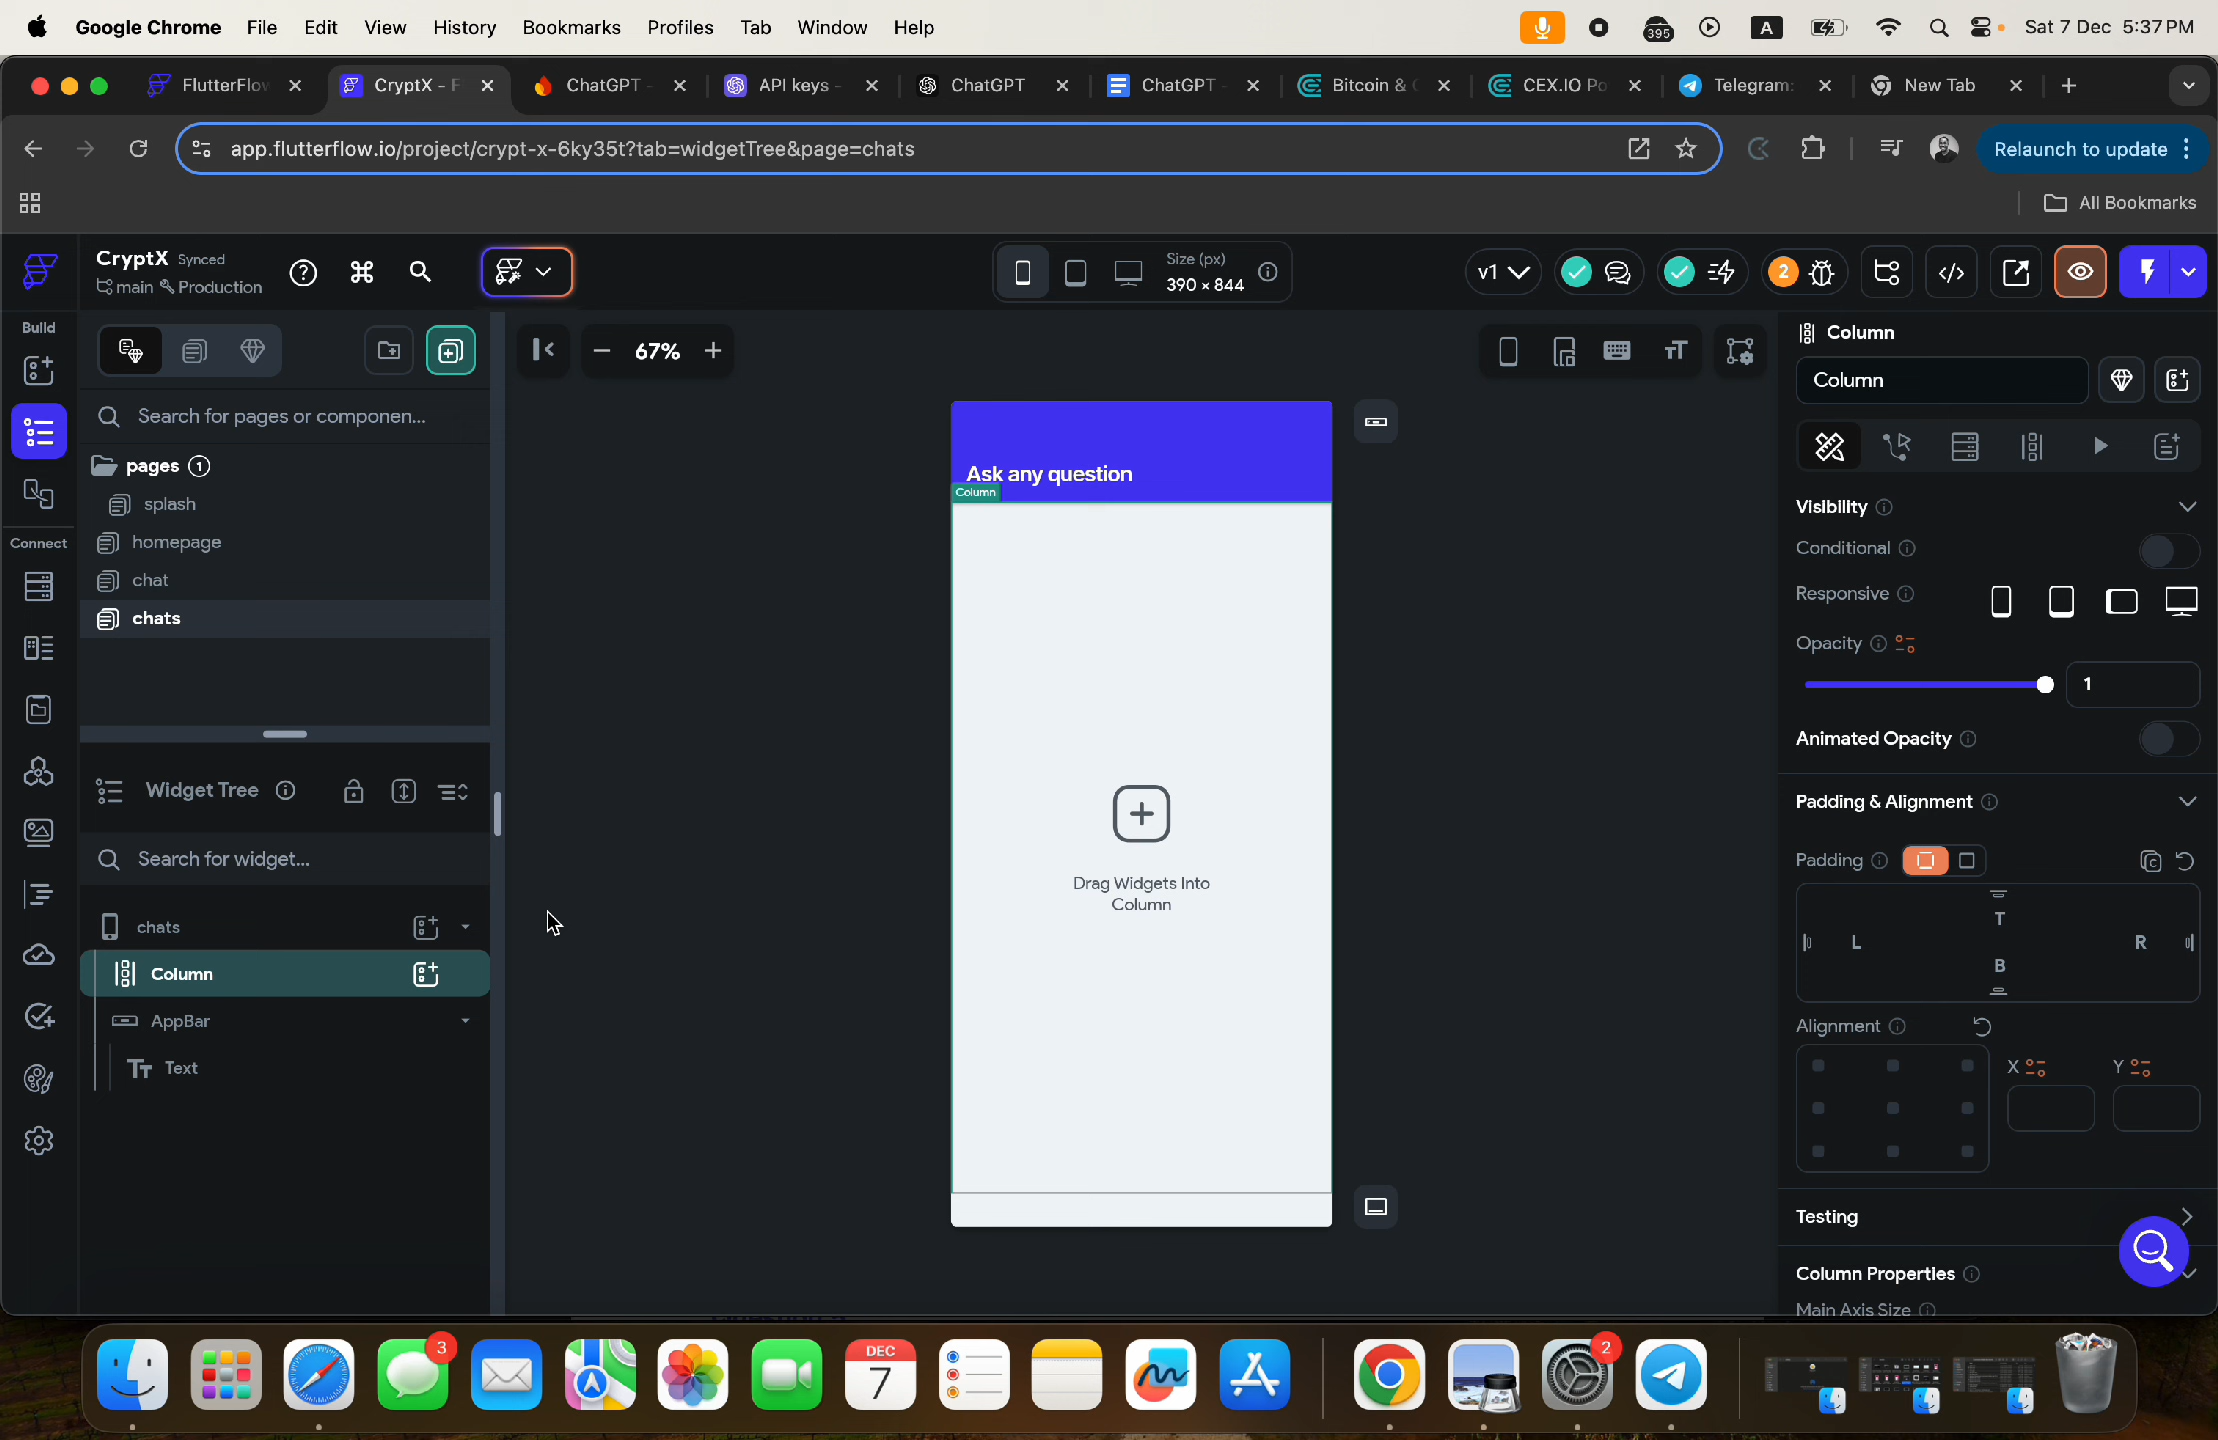 Google Chrome File Edit View History Bookmarks Profiles Tab Window Help
395
A
Sat 7 Dec 5:37 PM
FlutterFlow
CryptX - F
ChatGPT -
API keys -
ChatGPT
ChatGPT -
Bitcoin &
CEX.IO Po
Telegram:
New Tab
app.flutterflow.io/project/crypt-x-6ky35t?tab=widgetTree&page=chats
Relaunch to update
All Bookmarks
CryptX Synced
main Production
Size (px)
390 × 844
v1
2
Build
Connect
67%
Search for pages or componen...
pages 1
splash
homepage
chat
chats
Widget Tree
Search for widget...
chats
Column
AppBar
Text
Ask any question
Column
Drag Widgets Into
Column
Column
Column
Visibility
Conditional
Responsive
Opacity
1
Animated Opacity
Padding & Alignment
Padding
T
L
R
B
Alignment
X
Y
Testing
Column Properties
Main Axis Size
3
DEC
7
2